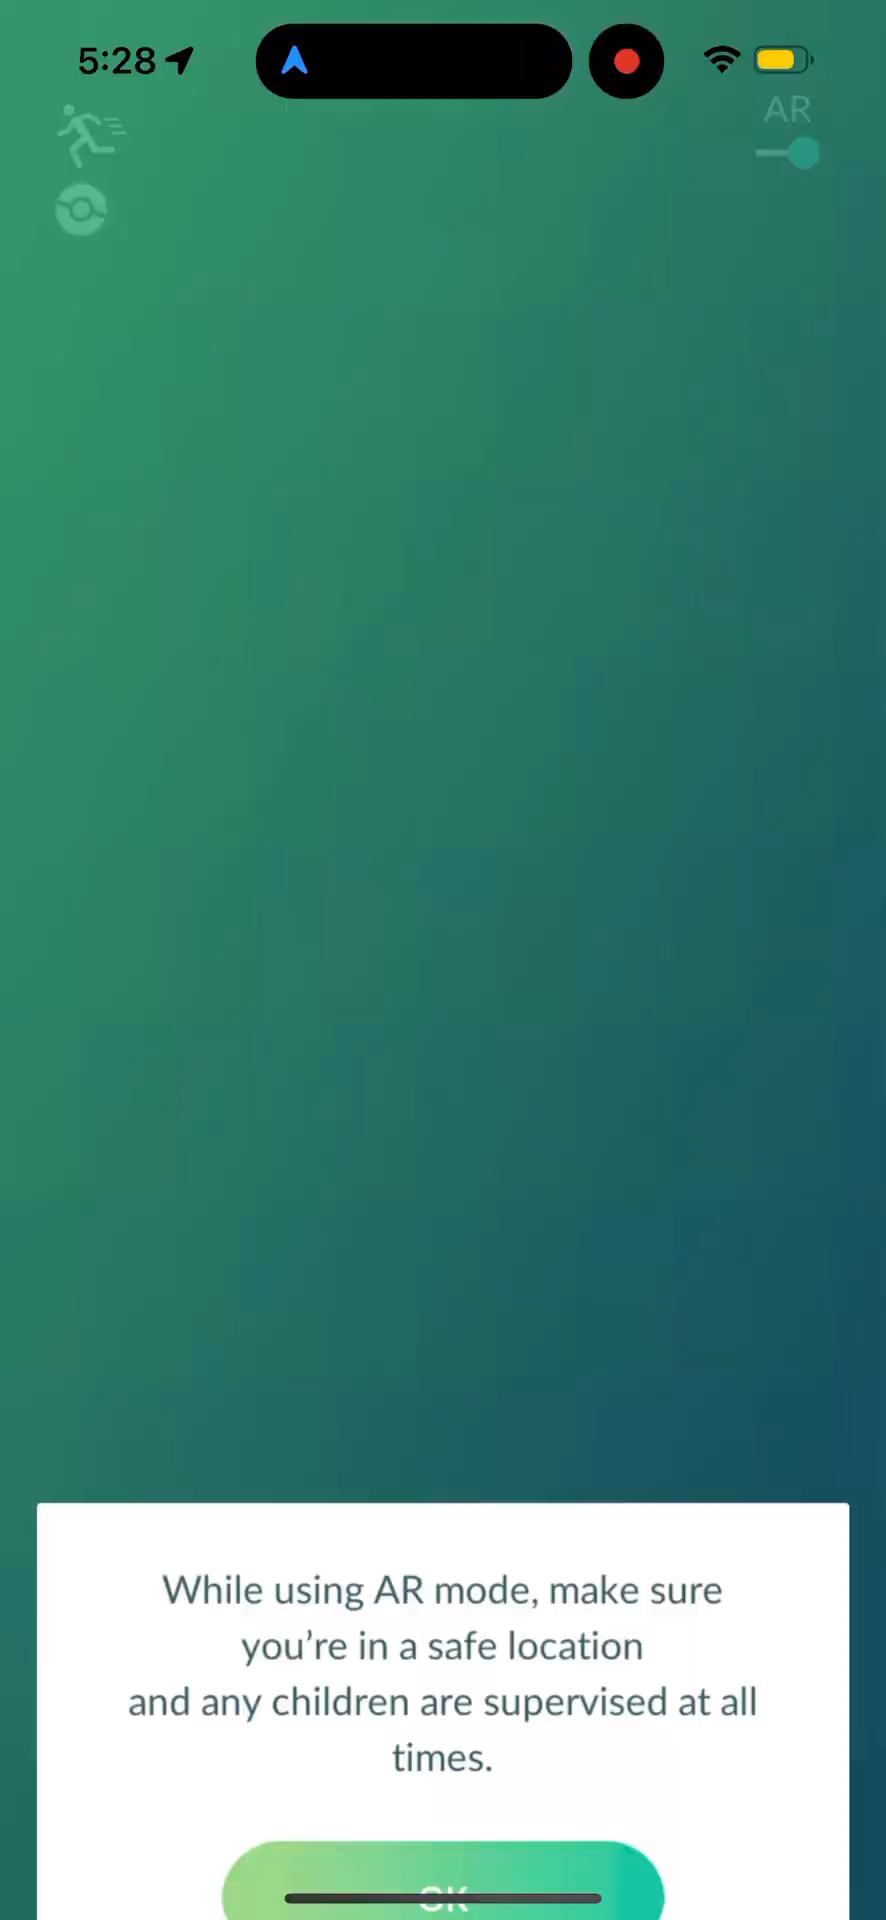 5:28
AR
While using AR mode, make sure
you’re in a safe location
and any children are supervised at all
times.
OK